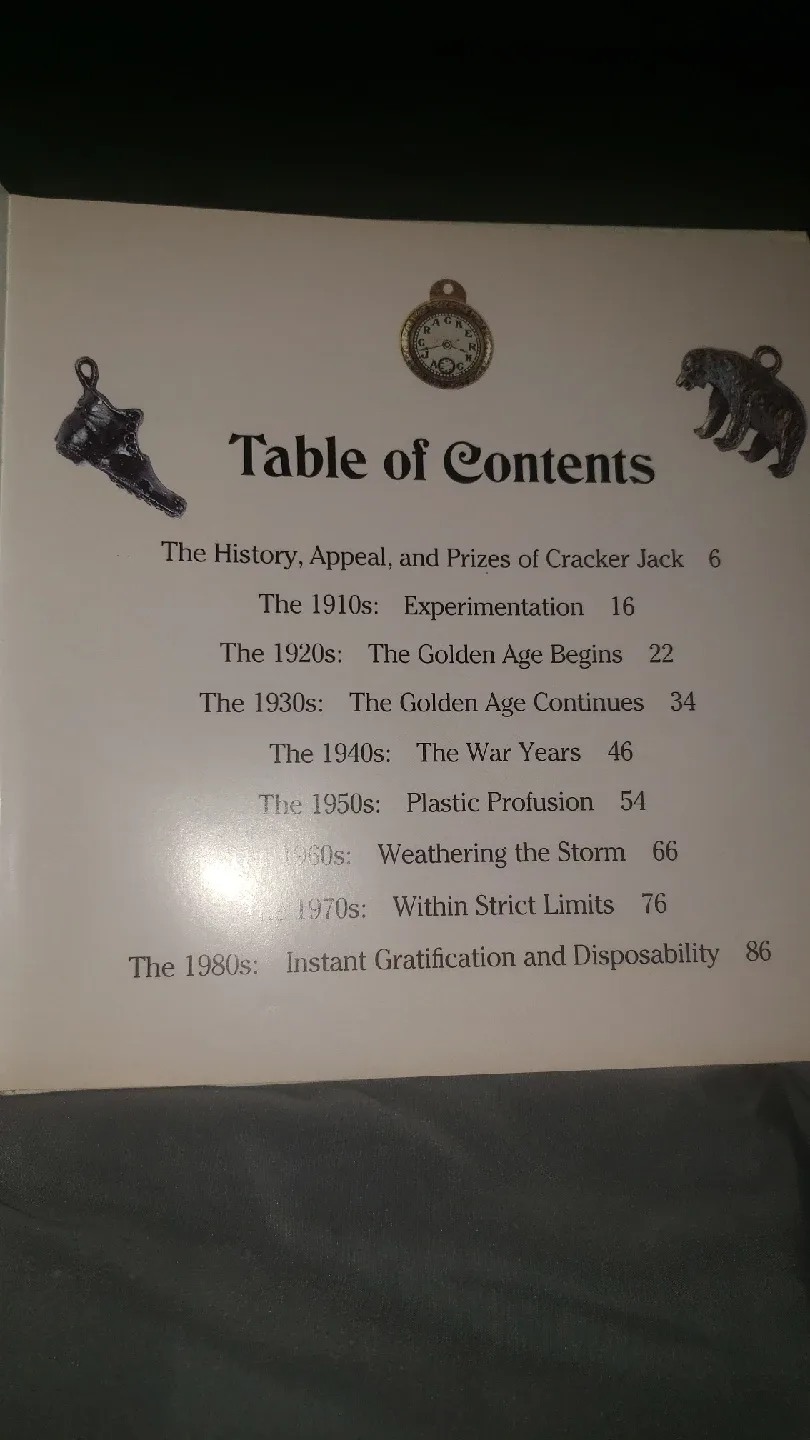 CRACKER JACK
Table of Contents
The History, Appeal, and Prizes of Cracker Jack 6
The 1910s: Experimentation 16
The 1920s: The Golden Age Begins 22
The 1930s: The Golden Age Continues 34
The 1940s: The War Years 46
The 1950s: Plastic Profusion 54
1960s: Weathering the Storm 66
1970s: Within Strict Limits 76
The 1980s: Instant Gratification and Disposability 86